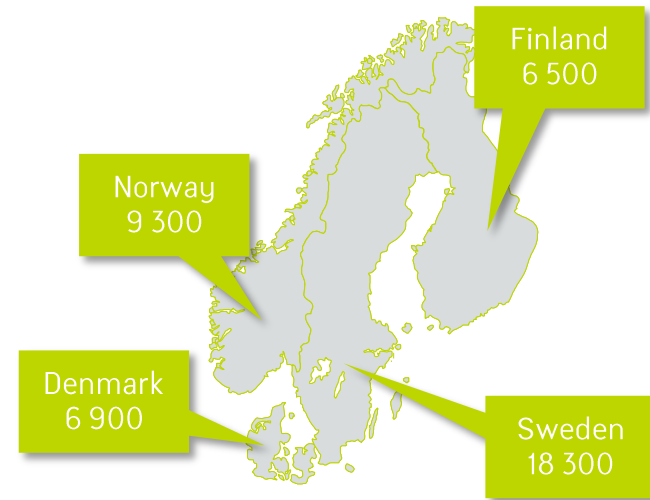 Finland
6 500
Norway
9 300
Denmark
6 900
Sweden
18 300